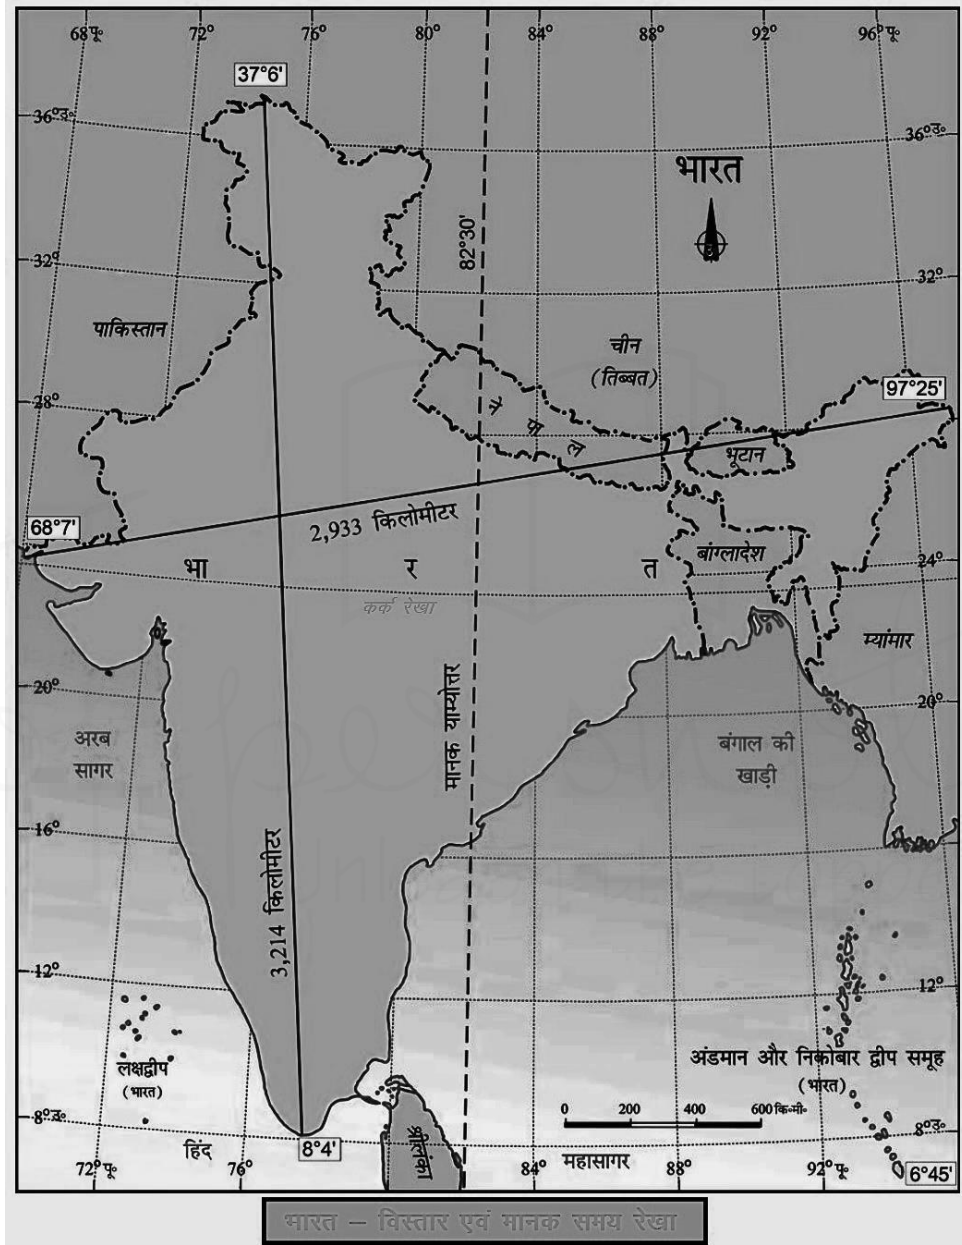 68°पू॰ 72° 76° 80° 84° 88° 92° 96°पू॰
37°6'
36°उ॰ 36°उ॰
भारत
82°30'
32° 32°
पाकिस्तान
चीन
(तिब्बत)
28°
97°25'
नेपाल
भूटान
68°7'
2,933 किलोमीटर
बांग्लादेश
भा र त
24°
कर्क रेखा
म्यांमार
मानक याम्योत्तर
20° 20°
अरब
सागर
बंगाल की
खाड़ी
16°
3,214 किलोमीटर
12° 12°
लक्षद्वीप
(भारत)
अंडमान और निकोबार द्वीप समूह
(भारत)
0 200 400 600 कि॰मी॰
8°उ॰ 8°उ॰
हिंद
8°4'
श्रीलंका
महासागर
6°45'
72°पू॰ 76° 84° 88° 92°पू॰
भारत – विस्तार एवं मानक समय रेखा